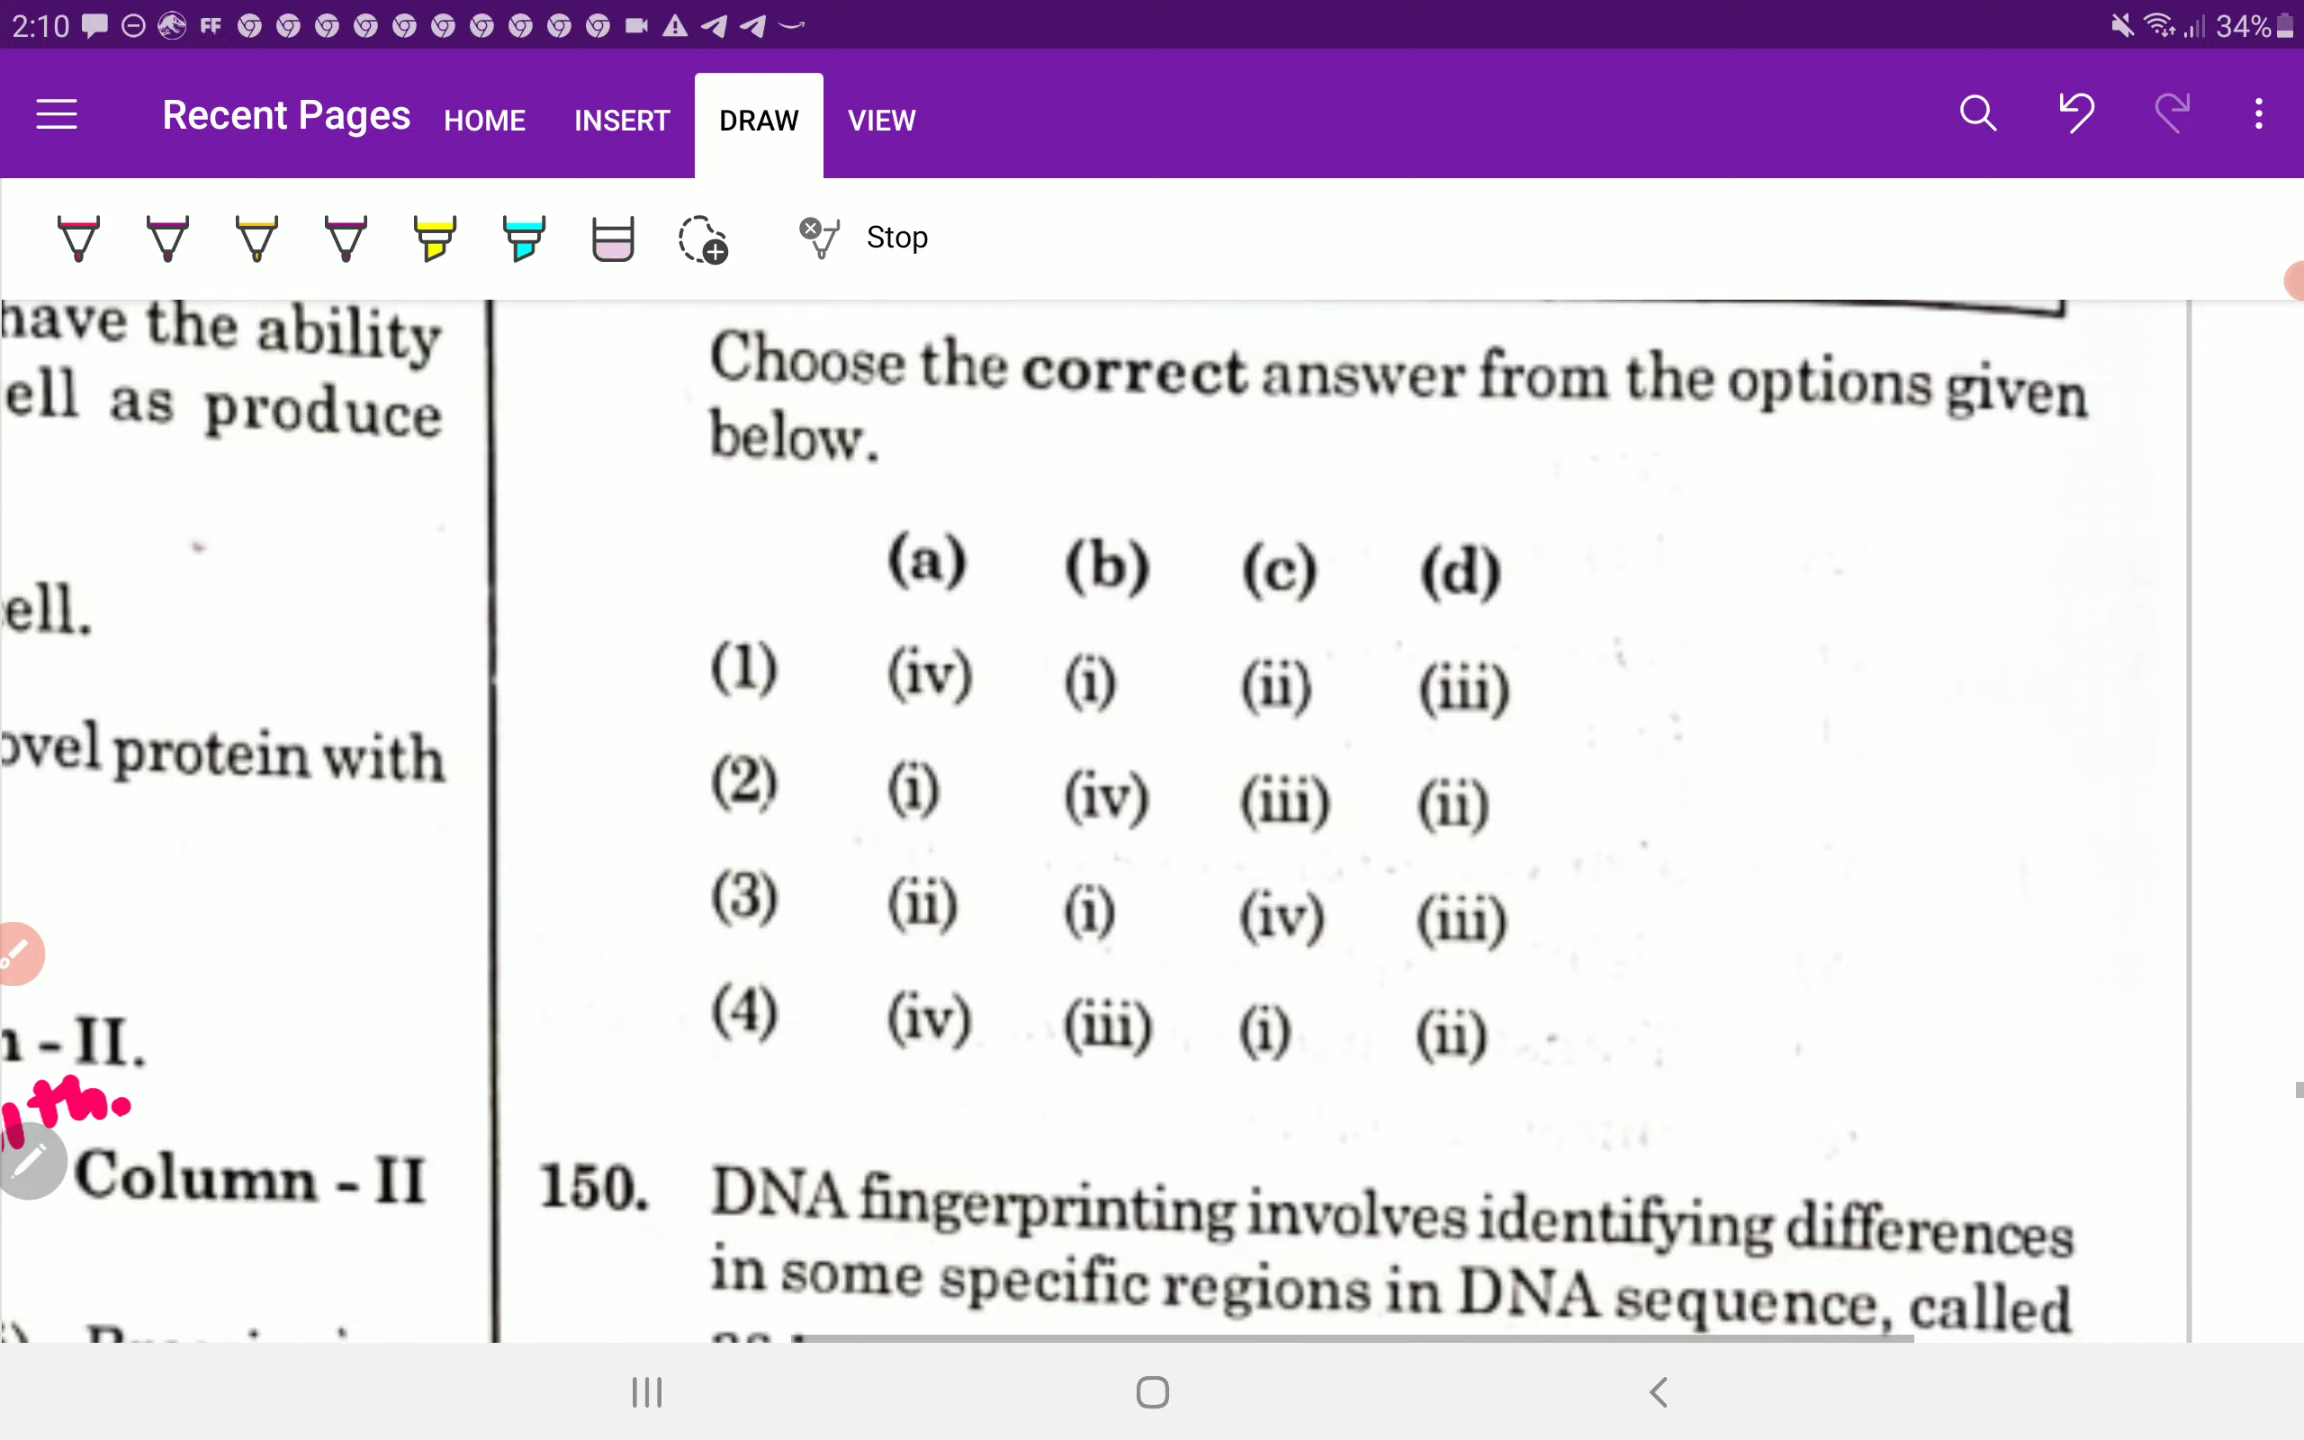 2:10
FF
34%
Recent Pages HOME INSERT DRAW VIEW
Stop
have the ability
ell as produce
ell.
ovel protein with
- II.
th.
Column - II
Choose the correct answer from the options given
below.
(a) (b) (c) (d)
(1) (iv) (i) (ii) (iii)
(2) (i) (iv) (iii) (ii)
(3) (ii) (i) (iv) (iii)
(4) (iv) (iii) (i) (ii)
150. DNA fingerprinting involves identifying differences
in some specific regions in DNA sequence, called